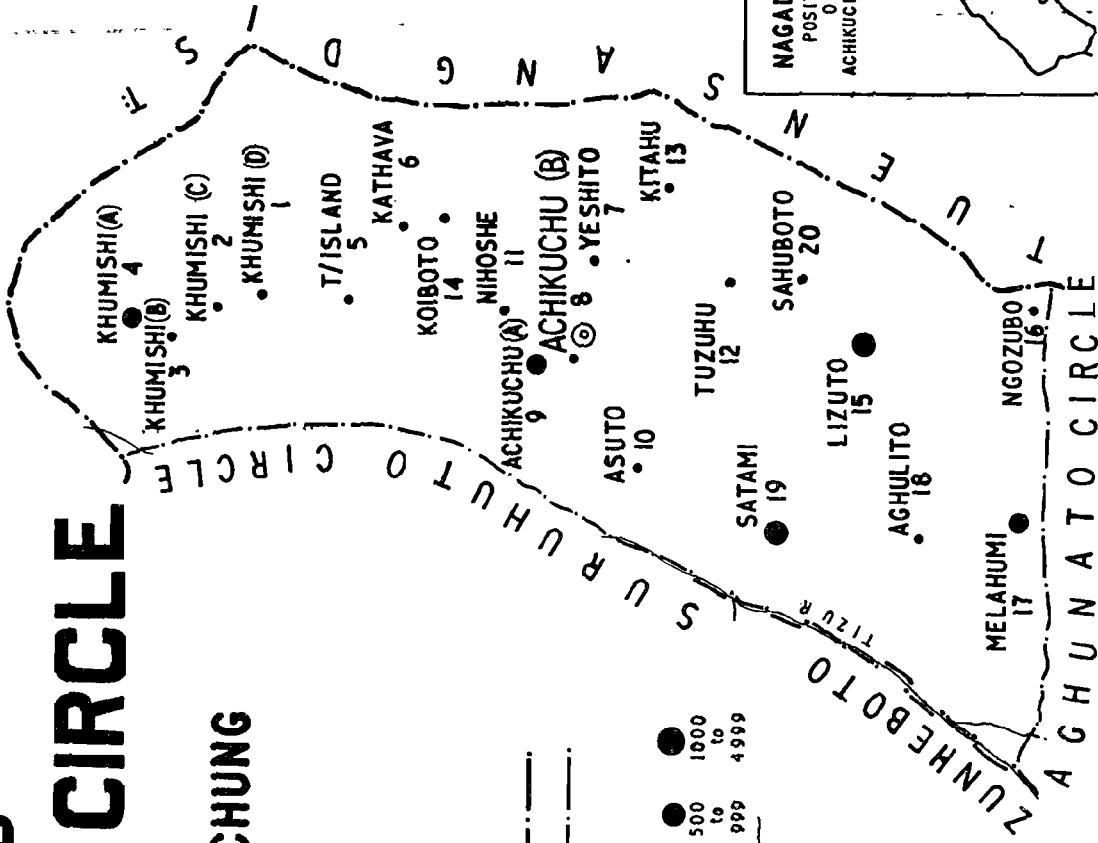 CIRCLE
CHUNG
T.
S
D
G
N
A
S
N
E
U
T
KHUMISHI (A)
4
KHUMISHI (B)
3
KHUMISHI (C)
2
KHUMISHI (D)
1
T/ISLAND
5
KATHAVA
6
KOIBOTO
14
NIHOSHE
11
ACHIKUCHU (A)
9
ACHIKUCHU (B)
8
YESHITO
7
KITAHU
13
ASUTO
10
TUZUHU
12
SAHUBOTO
20
SATAMI
19
LIZUTO
15
AGHULITO
18
NGOZUBO
16
MELAHUMI
17
SURUHUTO CIRCLE
TIZU R
ZUNHEBOTO
AGHUNATO CIRCLE
500
to
999
1000
to
4999
POSIT
O